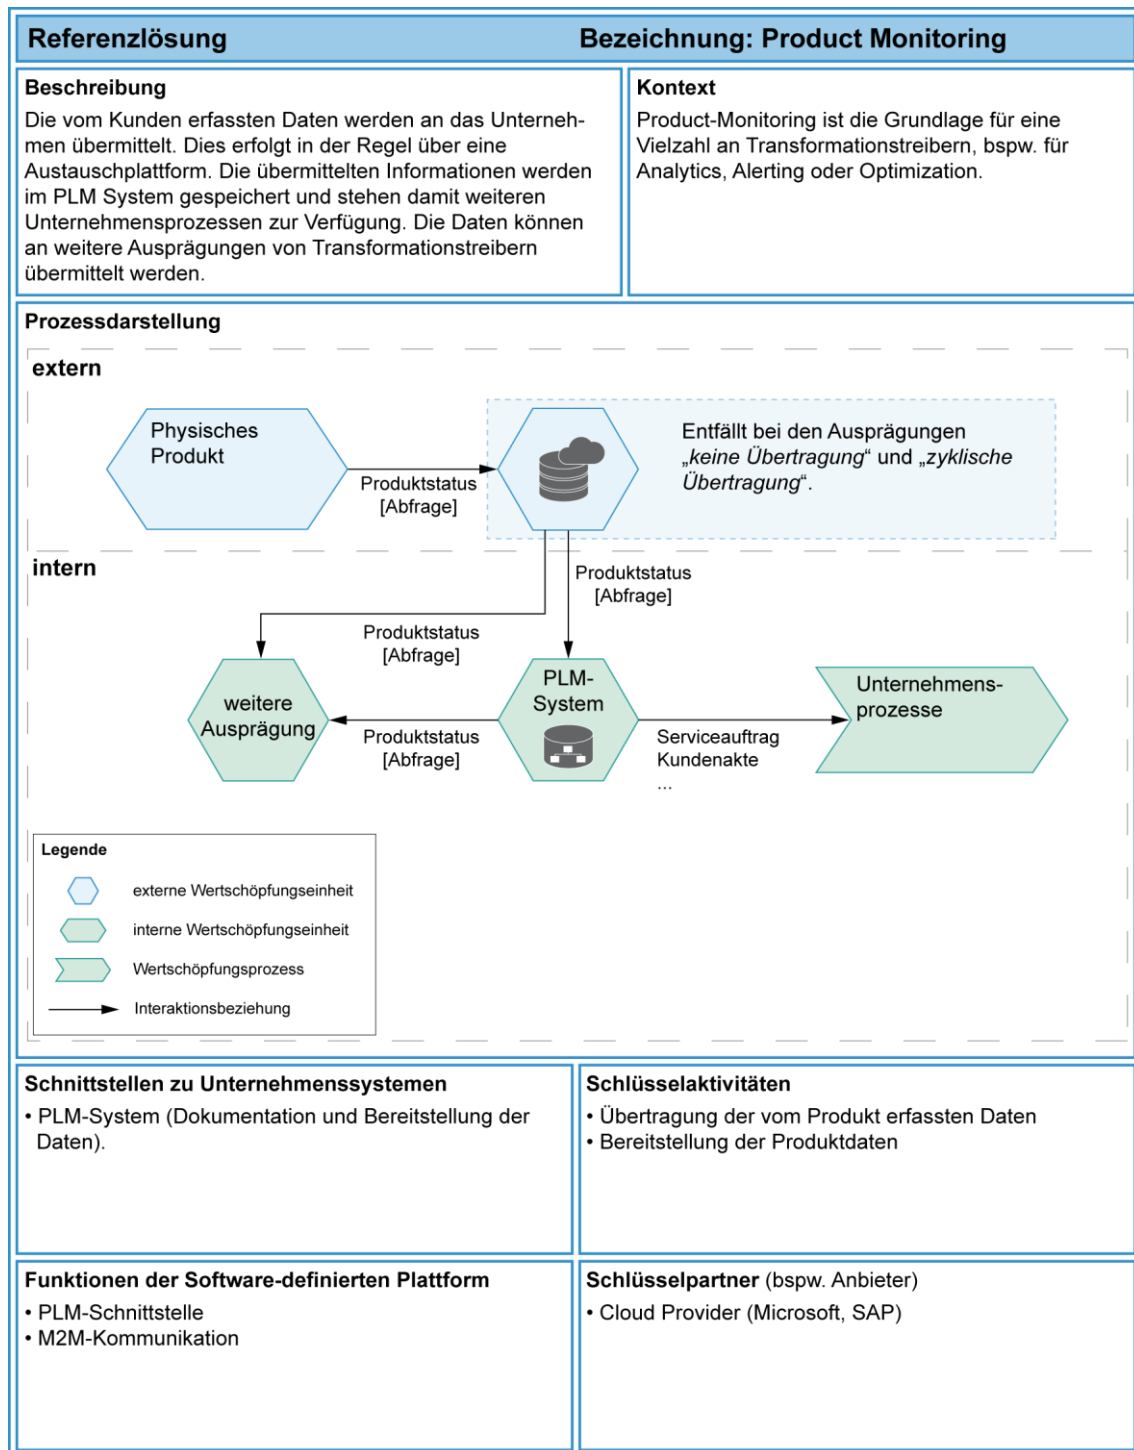 Referenzlösung
Bezeichnung: Product Monitoring
Beschreibung
Die vom Kunden erfassten Daten werden an das Unterneh-
men übermittelt. Dies erfolgt in der Regel über eine
Austauschplattform. Die übermittelten Informationen werden
im PLM System gespeichert und stehen damit weiteren
Unternehmensprozessen zur Verfügung. Die Daten können
an weitere Ausprägungen von Transformationstreibern
übermittelt werden.
Kontext
Product-Monitoring ist die Grundlage für eine
Vielzahl an Transformationstreibern, bspw. für
Analytics, Alerting oder Optimization.
Prozessdarstellung
extern
Physisches
Produkt
Produktstatus
[Abfrage]
Entfällt bei den Ausprägungen
„keine Übertragung“ und „zyklische
Übertragung“.
intern
Produktstatus
[Abfrage]
Produktstatus
[Abfrage]
weitere
Ausprägung
Produktstatus
[Abfrage]
PLM-
System
Serviceauftrag
Kundenakte
...
Unternehmens-
prozesse
Legende
externe Wertschöpfungseinheit
interne Wertschöpfungseinheit
Wertschöpfungsprozess
Interaktionsbeziehung
Schnittstellen zu Unternehmenssystemen
• PLM-System (Dokumentation und Bereitstellung der
Daten).
Schlüsselaktivitäten
• Übertragung der vom Produkt erfassten Daten
• Bereitstellung der Produktdaten
Funktionen der Software-definierten Plattform
• PLM-Schnittstelle
• M2M-Kommunikation
Schlüsselpartner (bspw. Anbieter)
• Cloud Provider (Microsoft, SAP)